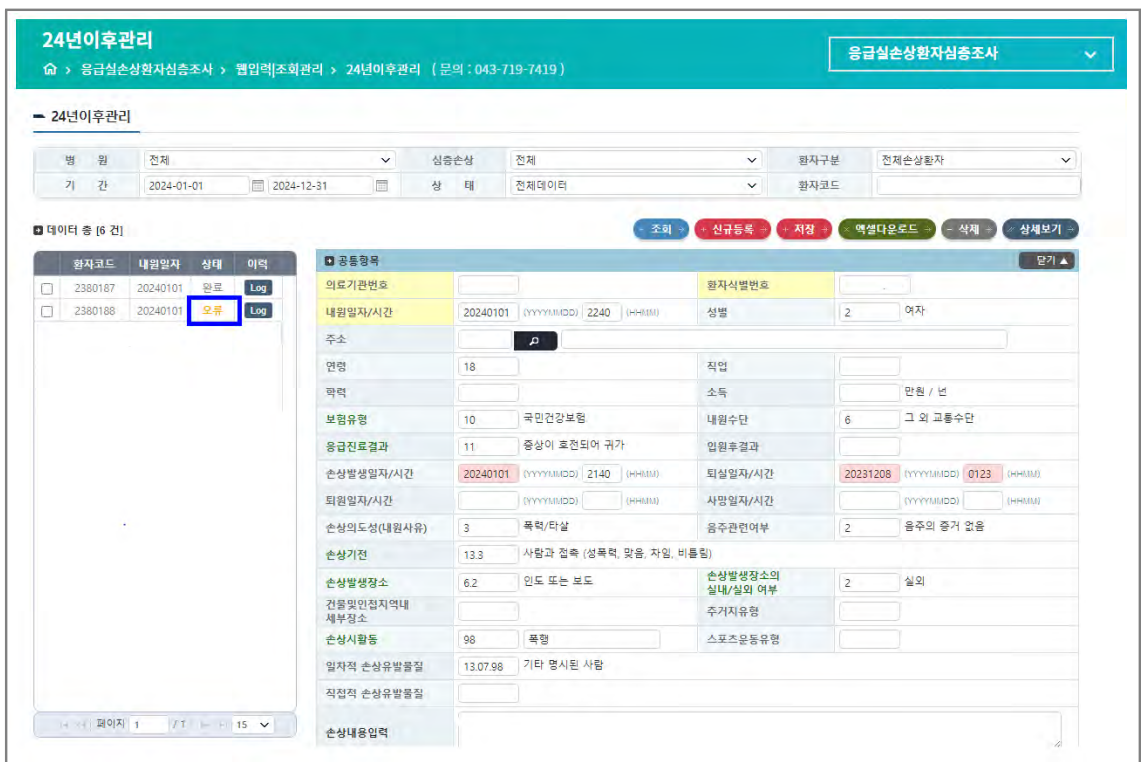 24년이후관리
응급실손상환자심층조사
응급실손상환자심층조사 > 웹입력|조회관리 > 24년이후관리 (문의 : 043-719-7419)
24년이후관리
병 원 전체 심층손상 전체 환자구분 전체손상환자
기 간 2024-01-01 2024-12-31 상 태 전체데이터 환자코드
데이터 총 [6 건]
조회 신규등록 저장 엑셀다운로드 삭제 상세보기
환자코드 내원일자 상태 이력
2380187 20240101 완료 Log
2380188 20240101 오류 Log
페이지 1 / 1 15
공통항목 닫기 ▲
의료기관번호 환자식별번호
내원일자/시간 20240101 (YYYYMMDD) 2240 (HHMM) 성별 2 여자
주소
연령 18 직업
학력 소득 만원 / 년
보험유형 10 국민건강보험 내원수단 6 그 외 교통수단
응급진료결과 11 증상이 호전되어 귀가 입원후결과
손상발생일자/시간 20240101 (YYYYMMDD) 2140 (HHMM) 퇴실일자/시간 20231208 (YYYYMMDD) 0123 (HHMM)
퇴원일자/시간 (YYYYMMDD) (HHMM) 사망일자/시간 (YYYYMMDD) (HHMM)
손상의도성(내원사유) 3 폭력/타살 음주관련여부 2 음주의 증거 없음
손상기전 13.3 사람과 접촉 (성폭력, 맞음, 차임, 비틀림)
손상발생장소 6.2 인도 또는 보도 손상발생장소의
실내/실외 여부 2 실외
건물및인접지역내
세부장소 주거지유형
손상시활동 98 폭행 스포츠운동유형
일차적 손상유발물질 13.07.98 기타 명시된 사람
직접적 손상유발물질
손상내용입력